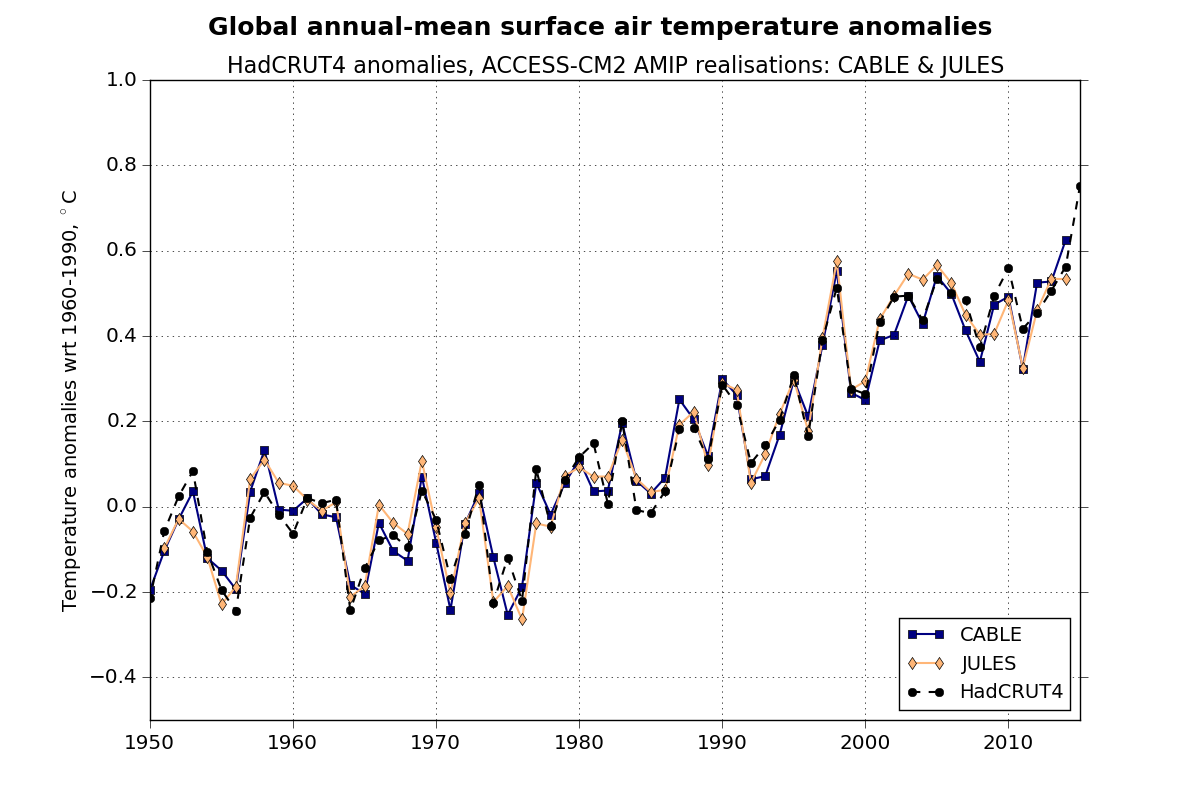 Global annual-mean surface air temperature anomalies
HadCRUT4 anomalies, ACCESS-CM2 AMIP realisations: CABLE & JULES
Temperature anomalies wrt 1960-1990, °C
1.0
0.8
0.6
0.4
0.2
0.0
−0.2
−0.4
1950 1960 1970 1980 1990 2000 2010
CABLE
JULES
HadCRUT4